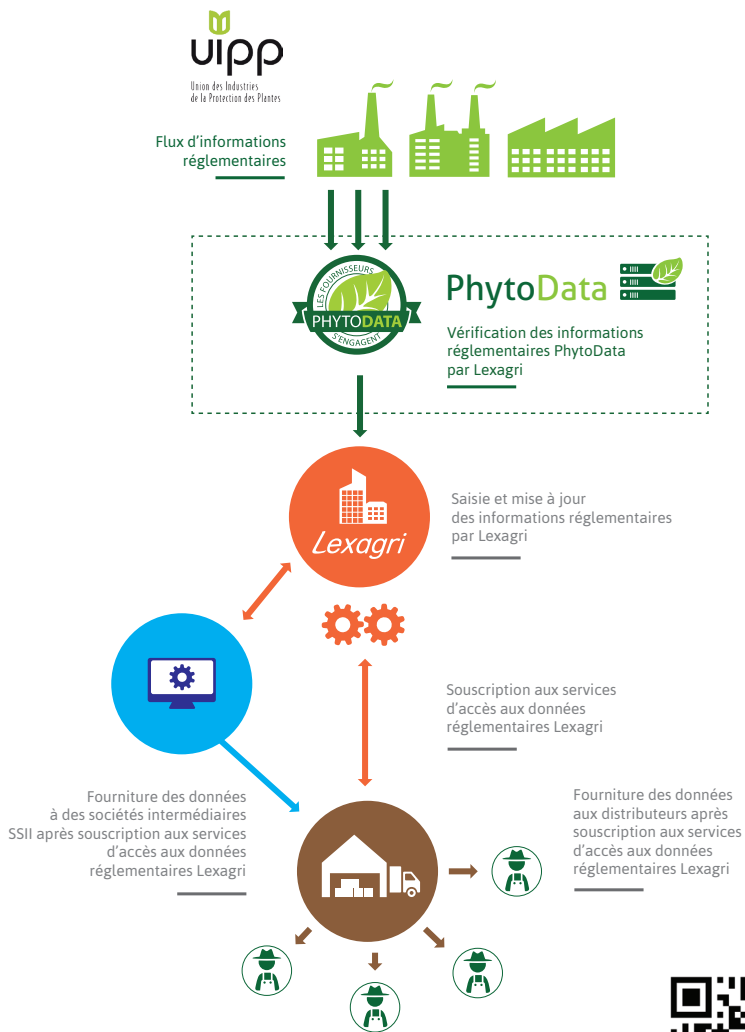 uipp
Union des Industries
de la Protection des Plantes
Flux d'informations
réglementaires
LES FOURNISSEURS
PHYTODATA
S'ENGAGENT
PhytoData
Vérification des informations
réglementaires PhytoData
par Lexagri
Lexagri
Saisie et mise à jour
des informations réglementaires
par Lexagri
Souscription aux services
d'accès aux données
réglementaires Lexagri
Fourniture des données
à des sociétés intermédiaires
SSII après souscription aux services
d'accès aux données
réglementaires Lexagri
Fourniture des données
aux distributeurs après
souscription aux services
d'accès aux données
réglementaires Lexagri